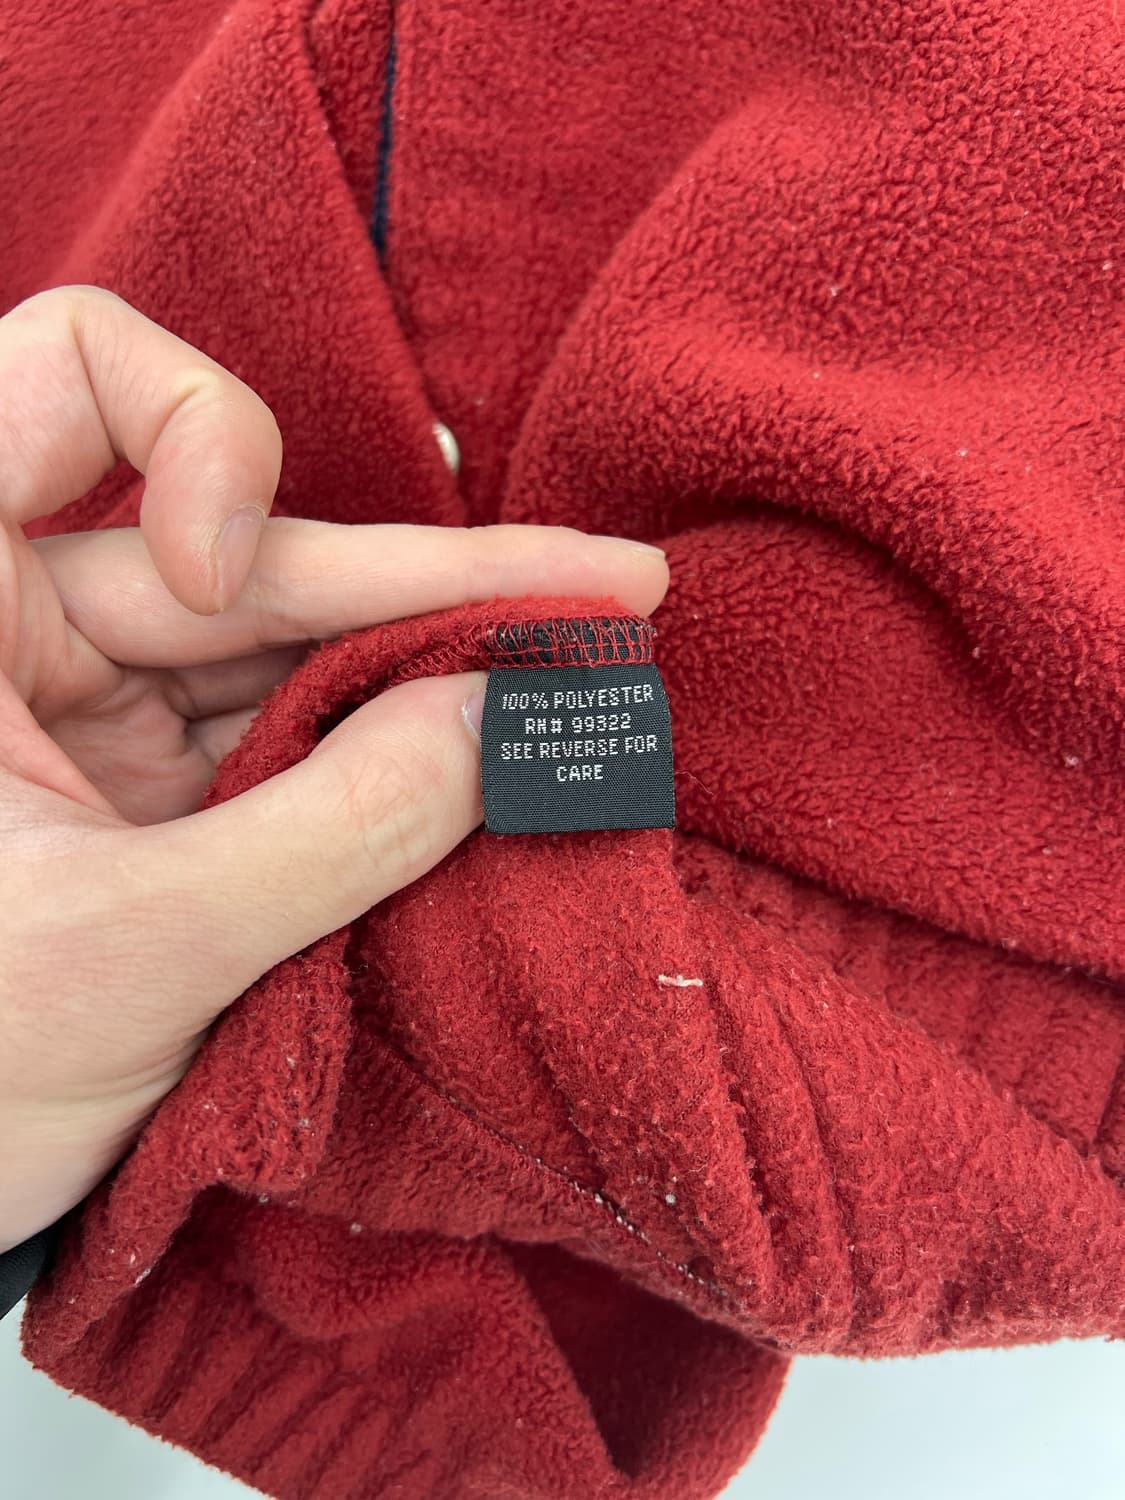 100% POLYESTER
RN# 99322
SEE REVERSE FOR
CARE